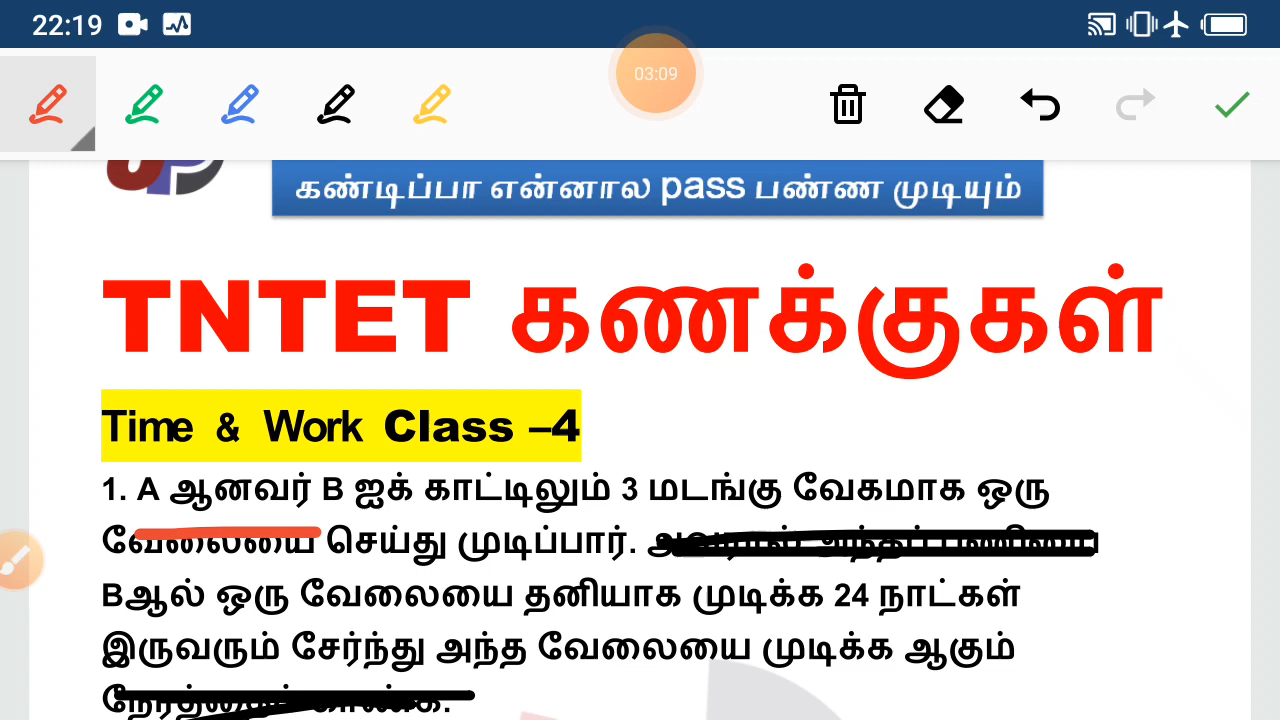 22:19
03:09
கண்டிப்பா என்னால pass பண்ண முடியும்
TNTET கணக்குகள்
Time & Work Class –4
1. A ஆனவர் B ஐக் காட்டிலும் 3 மடங்கு வேகமாக ஒரு
வேலையை செய்து முடிப்பார்.
Bஆல் ஒரு வேலையை தனியாக முடிக்க 24 நாட்கள்
இருவரும் சேர்ந்து அந்த வேலையை முடிக்க ஆகும்